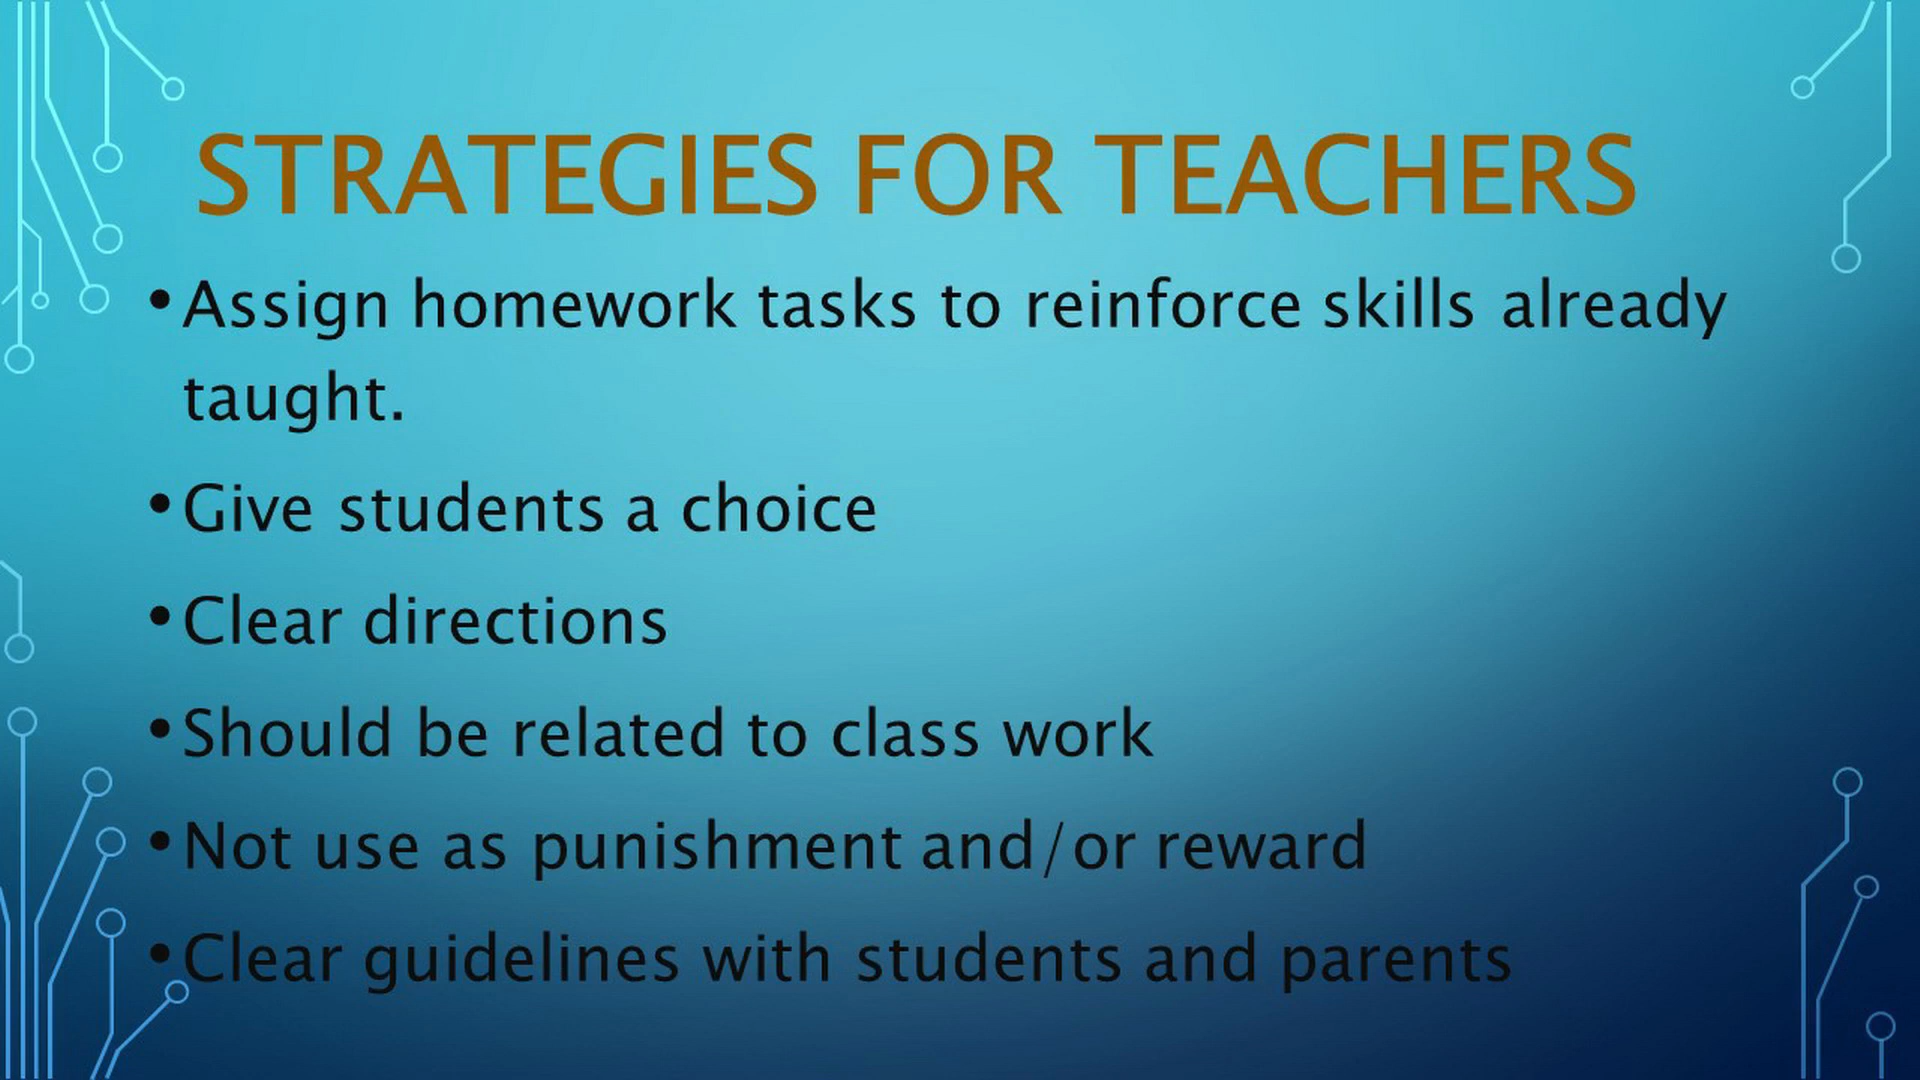 STRATEGIES FOR TEACHERS
• Assign homework tasks to reinforce skills already
taught.
• Give students a choice
• Clear directions
• Should be related to class work
• Not use as punishment and/or reward
• Clear guidelines with students and parents